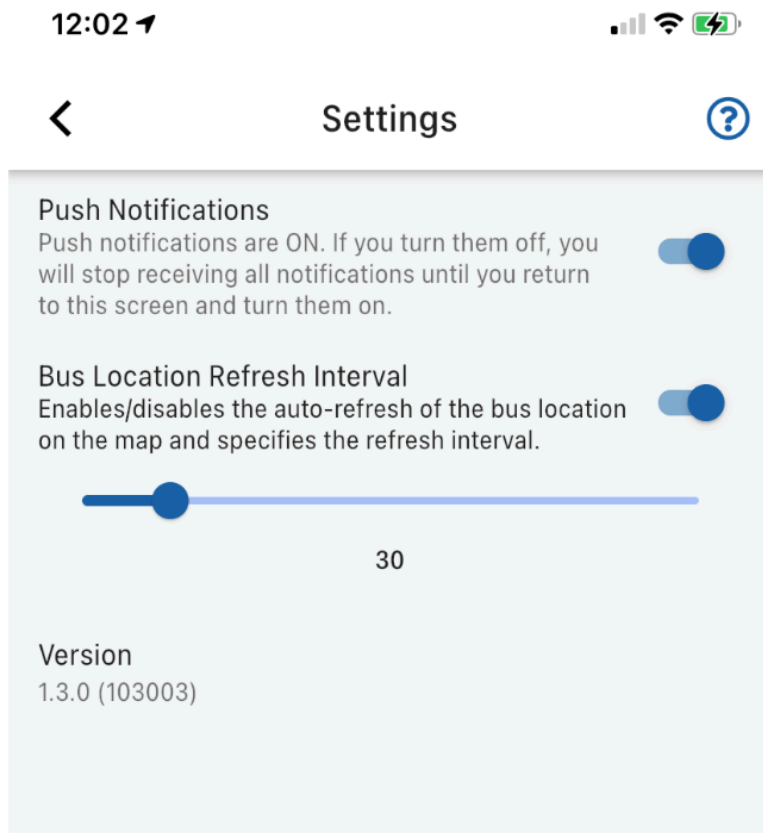 12:02
Settings
?
Push Notifications
Push notifications are ON. If you turn them off, you
will stop receiving all notifications until you return
to this screen and turn them on.
Bus Location Refresh Interval
Enables/disables the auto-refresh of the bus location
on the map and specifies the refresh interval.
30
Version
1.3.0 (103003)